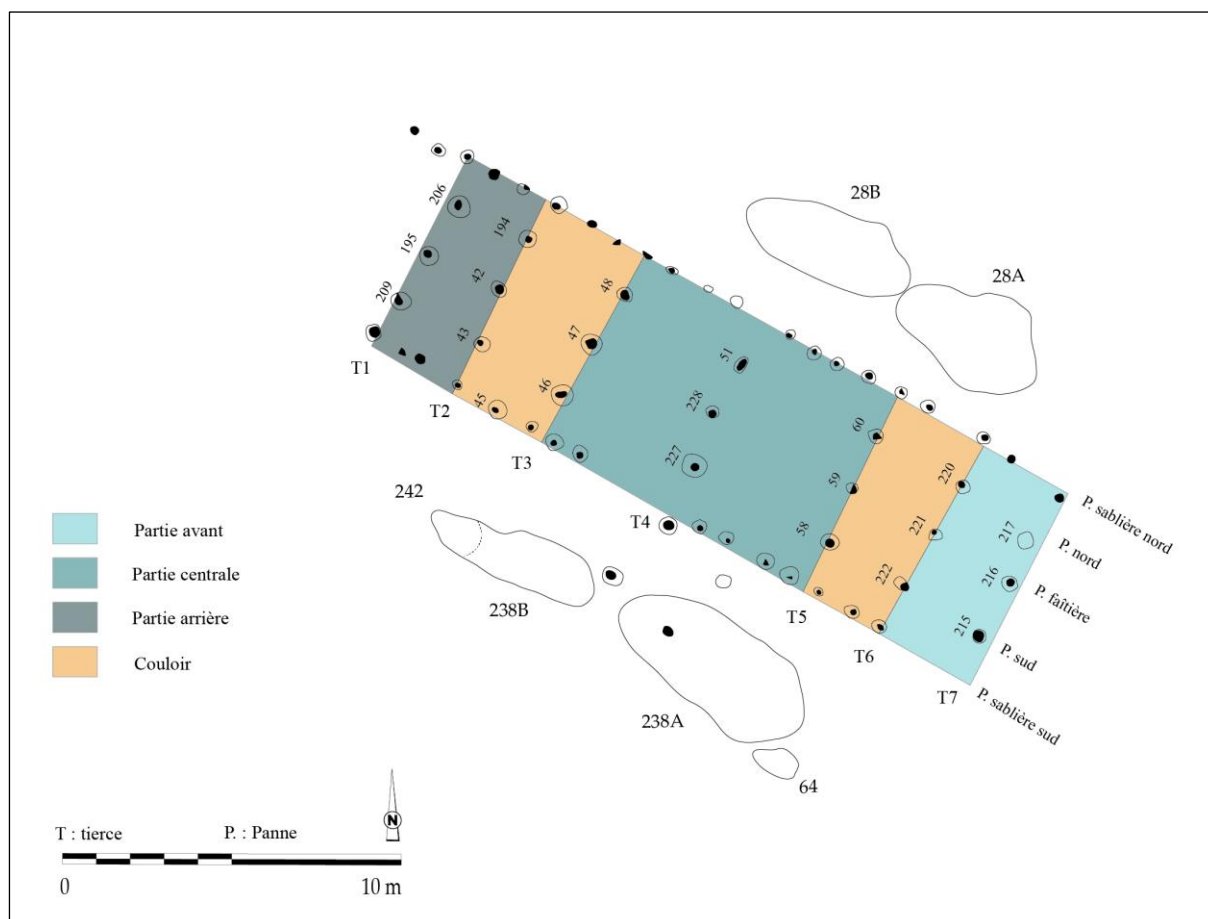 28B
28A
206
195
209
194
42
43
45
48
47
46
51
228
227
60
59
58
220
221
222
217
216
215
T1
T2
T3
T4
T5
T6
T7
P. sablière nord
P. nord
P. faîtière
P. sud
P. sablière sud
242
238B
238A
64
Partie avant
Partie centrale
Partie arrière
Couloir
N
T : tierce
P. : Panne
0
10 m